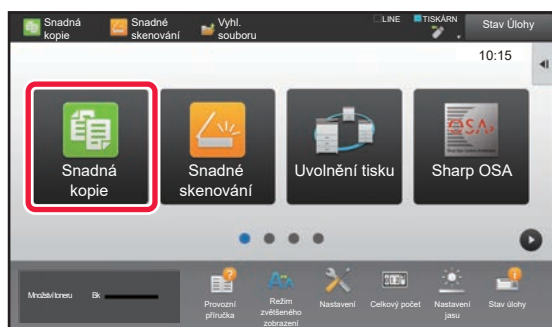 Snadná
kopie
Snadné
skenování
Vyhl.
souboru
LINE
TISKÁRN
Stav Úlohy
10:15
Snadná
kopie
Snadné
skenování
Uvolnění tisku
Sharp OSA
Množství toneru Bk
Provozní
příručka
Režim
zvětšeného
zobrazení
Nastavení
Celkový počet
Nastavení
jasu
Stav úlohy